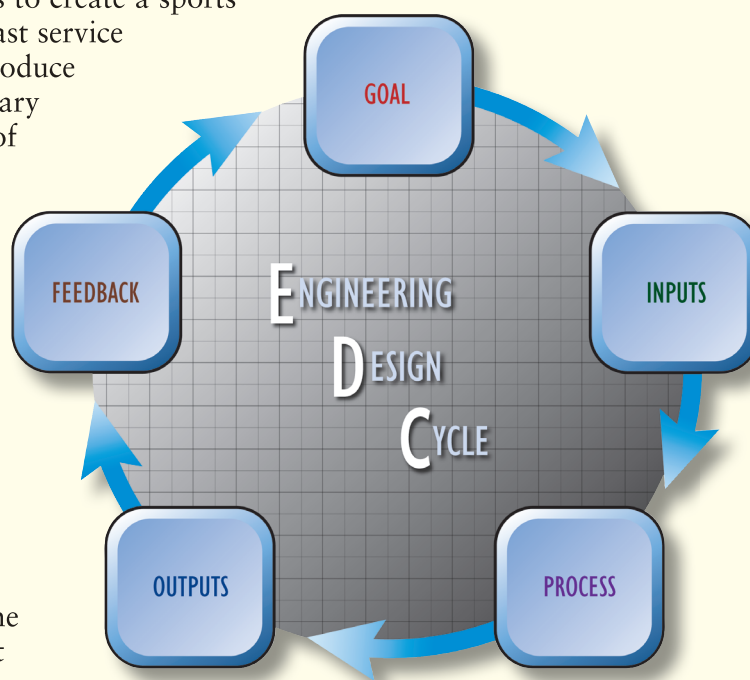 s to create a sports
ast service
oduce
ary
of
GOAL
FEEDBACK
INPUTS
ENGINEERING
DESIGN
CYCLE
OUTPUTS
PROCESS
ne
t